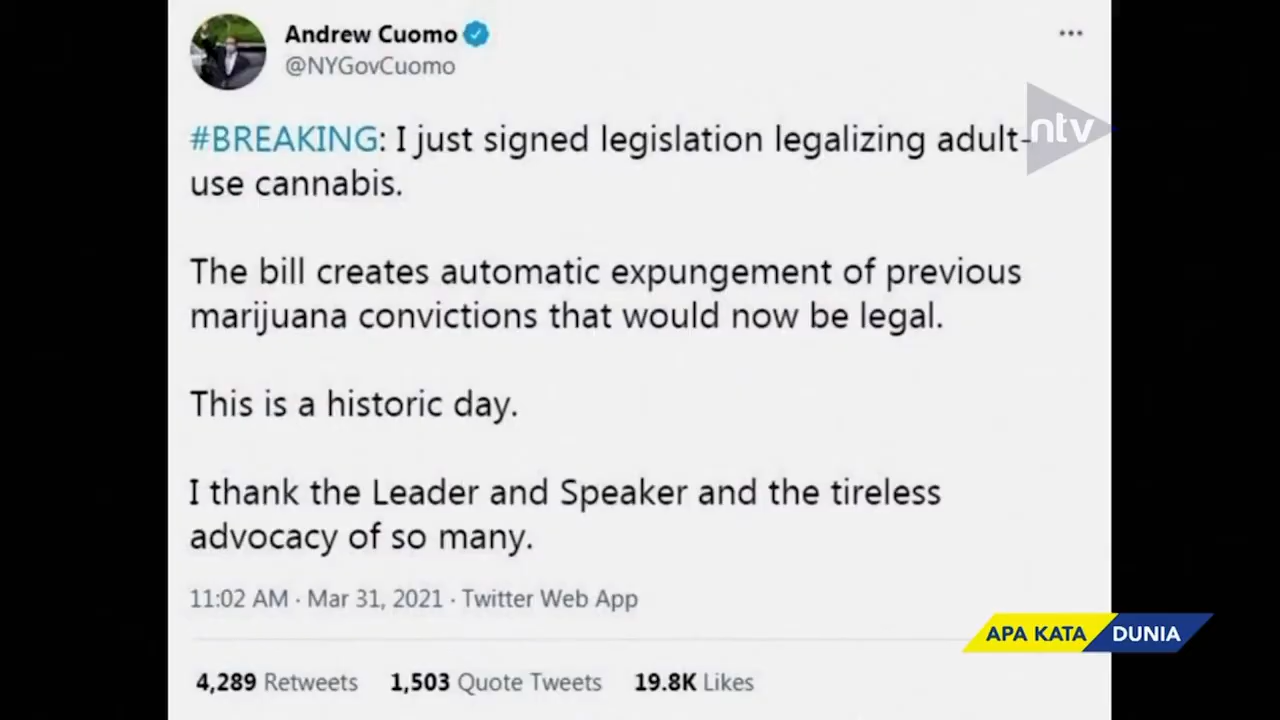 Andrew Cuomo
@NYGovCuomo
#BREAKING: I just signed legislation legalizing adult-
use cannabis.
The bill creates automatic expungement of previous
marijuana convictions that would now be legal.
This is a historic day.
I thank the Leader and Speaker and the tireless
advocacy of so many.
11:02 AM · Mar 31, 2021 · Twitter Web App
4,289 Retweets 1,503 Quote Tweets 19.8K Likes
ntv
APA KATA DUNIA